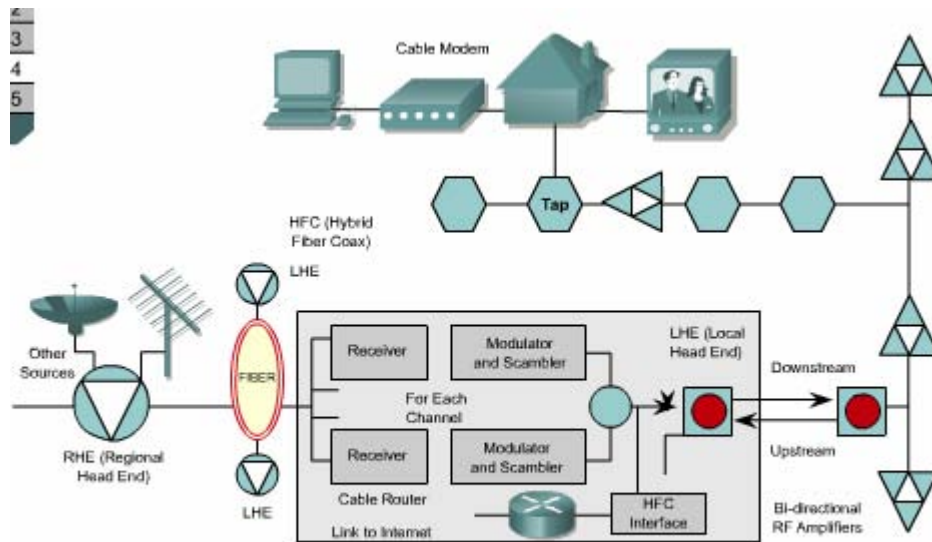 2
3
4
5
Cable Modem
Tap
HFC (Hybrid
Fiber Coax)
LHE
Other
Sources
FIBER
RHE (Regional
Head End)
LHE
Receiver
Modulator
and Scambler
LHE (Local
Head End)
For Each
Channel
Receiver
Modulator
and Scambler
Cable Router
Link to Internet
HFC
Interface
Downstream
Upstream
Bi-directional
RF Amplifiers